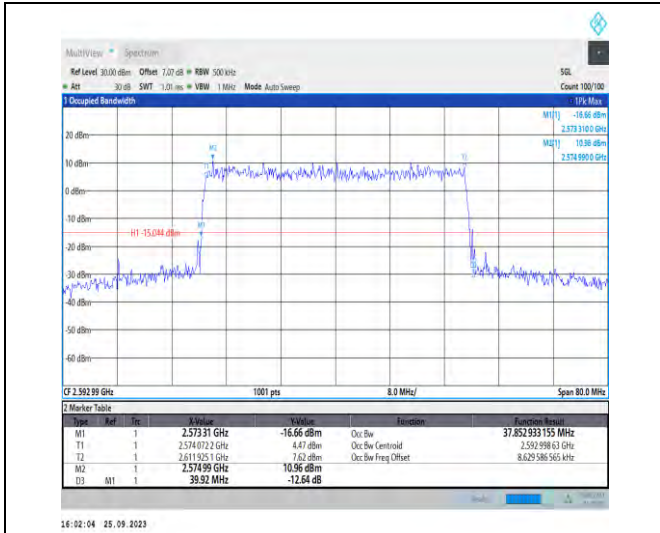 MultiView Spectrum
Ref Level 30.00 dBm Offset 7.07 dB RBW 500 kHz SGL
Att 30 dB SWT 1.01 ms VBW 1 MHz Mode Auto Sweep Count 100/100
1 Occupied Bandwidth 1Pk Max
M1[1] -16.66 dBm
2.573 310 0 GHz
M2[1] 10.96 dBm
2.574 990 0 GHz
20 dBm
M2
10 dBm
T1
T2
0 dBm
-10 dBm
M1
H1 -15.044 dBm
-20 dBm
-30 dBm
-40 dBm
-50 dBm
-60 dBm
CF 2.592 99 GHz 1001 pts 8.0 MHz/ Span 80.0 MHz
2 Marker Table
Type Ref Trc X-Value Y-Value Function Function Result
M1 1 2.573 31 GHz -16.66 dBm Occ Bw 37.852 933 155 MHz
T1 1 2.574 072 2 GHz 4.47 dBm Occ Bw Centroid 2.592 998 63 GHz
T2 1 2.611 925 1 GHz 7.62 dBm Occ Bw Freq Offset 8.629 586 565 kHz
M2 1 2.574 99 GHz 10.96 dBm
D3 M1 1 39.92 MHz -12.64 dB
16:02:04 25.09.2023